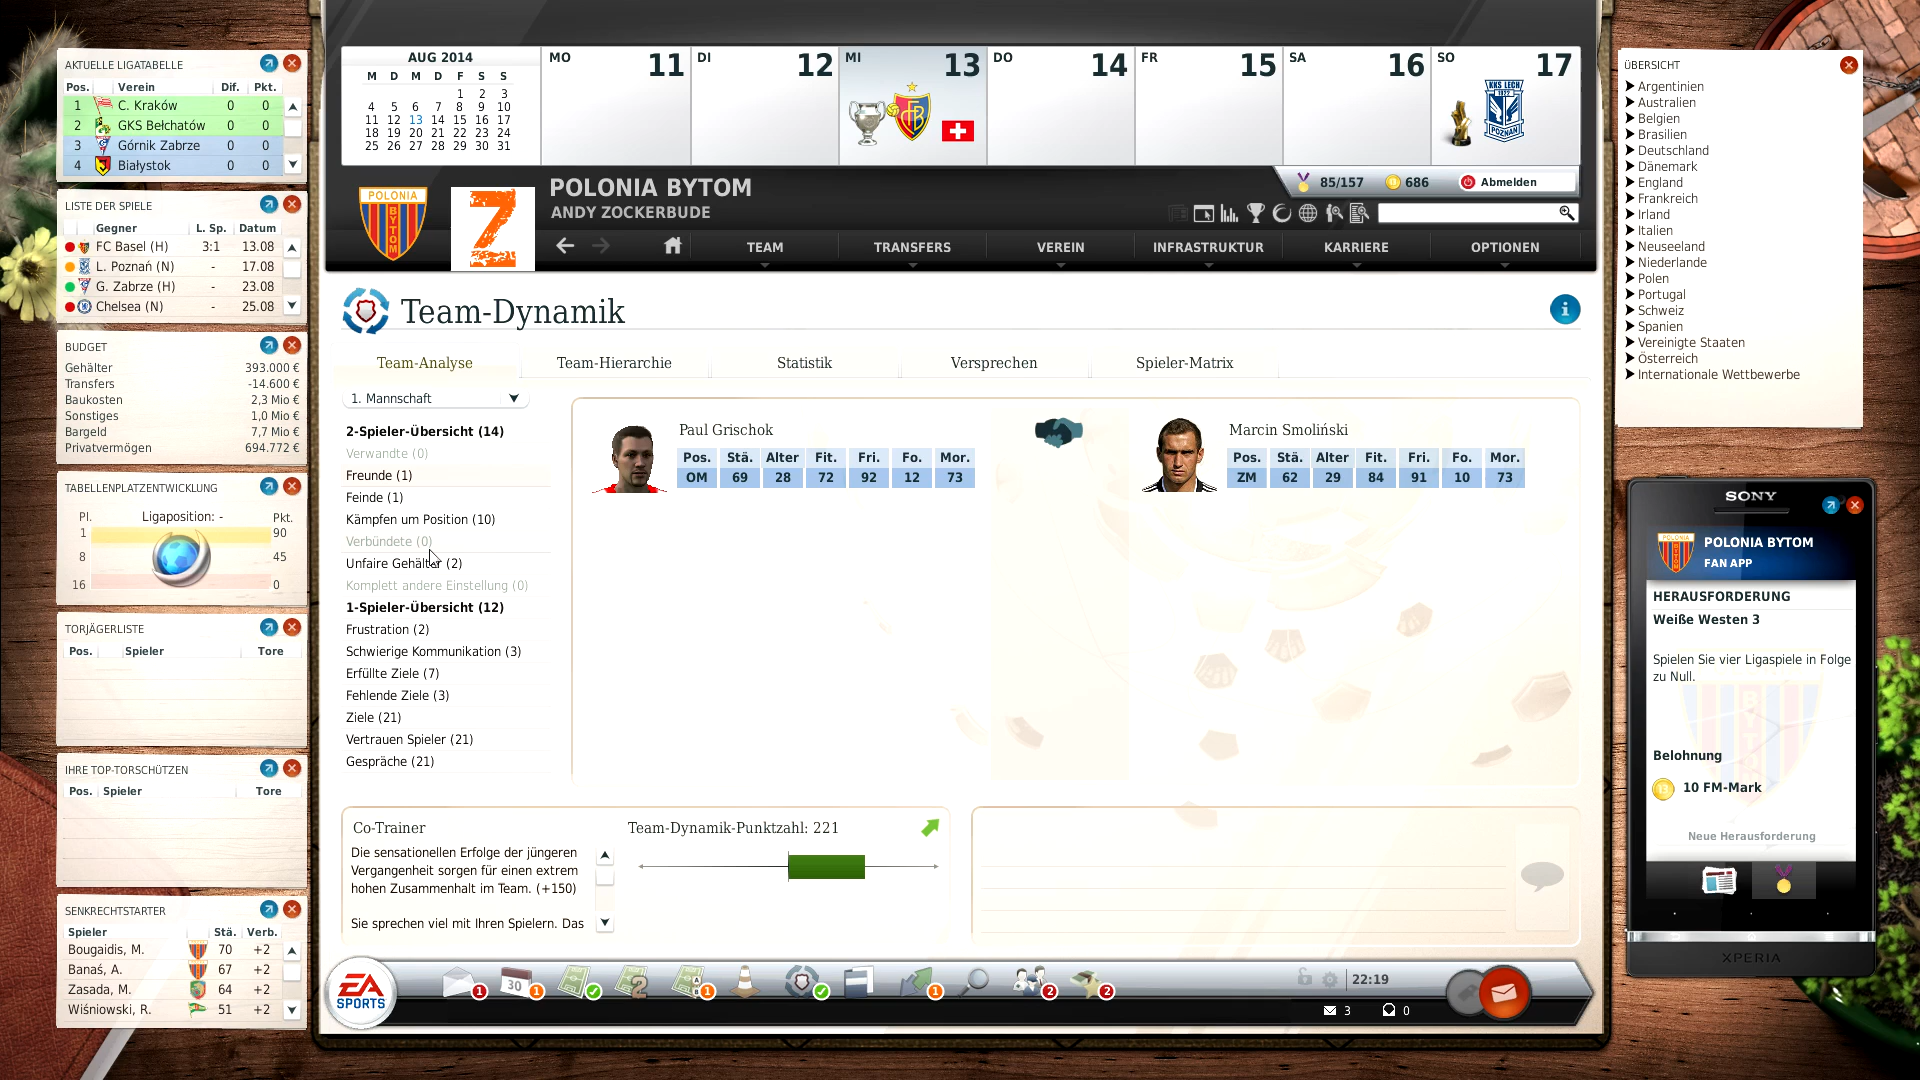 AKTUELLE LIGATABELLE
Pos. Verein Dif. Pkt.
1 C. Kraków 0 0
2 GKS Bełchatów 0 0
3 Górnik Zabrze 0 0
4 Białystok 0 0
LISTE DER SPIELE
Gegner L. Sp. Datum
FC Basel (H) 3:1 13.08
L. Poznań (N) - 17.08
G. Zabrze (H) - 23.08
Chelsea (N) - 25.08
BUDGET
Gehälter 393.000 €
Transfers -14.600 €
Baukosten 2,3 Mio €
Sonstiges 1,0 Mio €
Bargeld 7,7 Mio €
Privatvermögen 694.772 €
TABELLENPLATZENTWICKLUNG
Pl. Ligaposition: - Pkt.
1 90
8 45
16 0
TORJÄGERLISTE
Pos. Spieler Tore
IHRE TOP-TORSCHÜTZEN
Pos. Spieler Tore
SENKRECHTSTARTER
Spieler Stä. Verb.
Bougaidis, M. 70 +2
Banaś, A. 67 +2
Zasada, M. 64 +2
Wiśniowski, R. 51 +2
AUG 2014
M D M D F S S
1 2 3
4 5 6 7 8 9 10
11 12 13 14 15 16 17
18 19 20 21 22 23 24
25 26 27 28 29 30 31
MO 11
DI 12
MI 13
DO 14
FR 15
SA 16
SO 17
KKS LECH
POZNAŃ
FCB
POLONIA
BYTOM
Z
POLONIA BYTOM
ANDY ZOCKERBUDE
85/157 686 Abmelden
TEAM TRANSFERS VEREIN INFRASTRUKTUR KARRIERE OPTIONEN
Team-Dynamik
i
Team-Analyse Team-Hierarchie Statistik Versprechen Spieler-Matrix
1. Mannschaft
2-Spieler-Übersicht (14)
Verwandte (0)
Freunde (1)
Feinde (1)
Kämpfen um Position (10)
Verbündete (0)
Unfaire Gehälter (2)
Komplett andere Einstellung (0)
1-Spieler-Übersicht (12)
Frustration (2)
Schwierige Kommunikation (3)
Erfüllte Ziele (7)
Fehlende Ziele (3)
Ziele (21)
Vertrauen Spieler (21)
Gespräche (21)
Paul Grischok
Pos. Stä. Alter Fit. Fri. Fo. Mor.
OM 69 28 72 92 12 73
Marcin Smoliński
Pos. Stä. Alter Fit. Fri. Fo. Mor.
ZM 62 29 84 91 10 73
Co-Trainer
Die sensationellen Erfolge der jüngeren
Vergangenheit sorgen für einen extrem
hohen Zusammenhalt im Team. (+150)
Sie sprechen viel mit Ihren Spielern. Das
Team-Dynamik-Punktzahl: 221
EA
SPORTS
1
30 1
2
1
1
2
2
22:19
3 0
ÜBERSICHT
Argentinien
Australien
Belgien
Brasilien
Deutschland
Dänemark
England
Frankreich
Irland
Italien
Neuseeland
Niederlande
Polen
Portugal
Schweiz
Spanien
Vereinigte Staaten
Österreich
Internationale Wettbewerbe
SONY
POLONIA BYTOM
FAN APP
HERAUSFORDERUNG
Weiße Westen 3
Spielen Sie vier Ligaspiele in Folge
zu Null.
Belohnung
10 FM-Mark
Neue Herausforderung
XPERIA